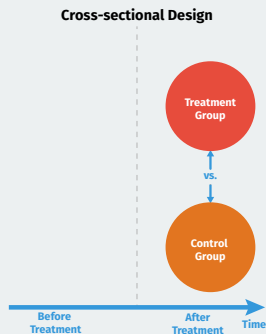 Cross-sectional Design
Treatment
Group
vs.
Control
Group
Before
Treatment
After
Treatment
Time